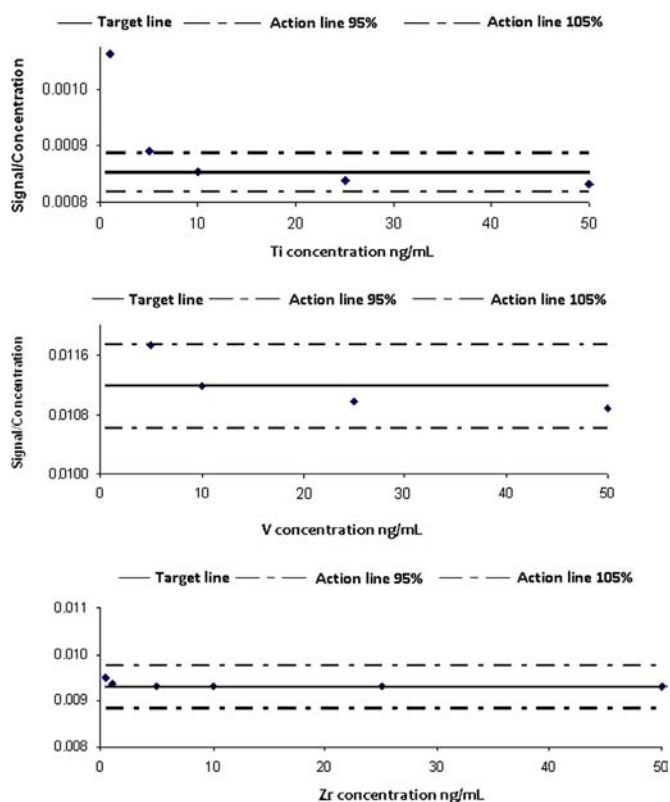 Target line Action line 95% Action line 105%
Signal/Concentration
0.0010
0.0009
0.0008
0 10 20 30 40 50
Ti concentration ng/mL
Target line Action line 95% Action line 105%
Signal/Concentration
0.0116
0.0108
0.0100
0 10 20 30 40 50
V concentration ng/mL
Target line Action line 95% Action line 105%
Signal/Concentration
0.011
0.010
0.009
0.008
0 10 20 30 40 50
Zr concentration ng/mL